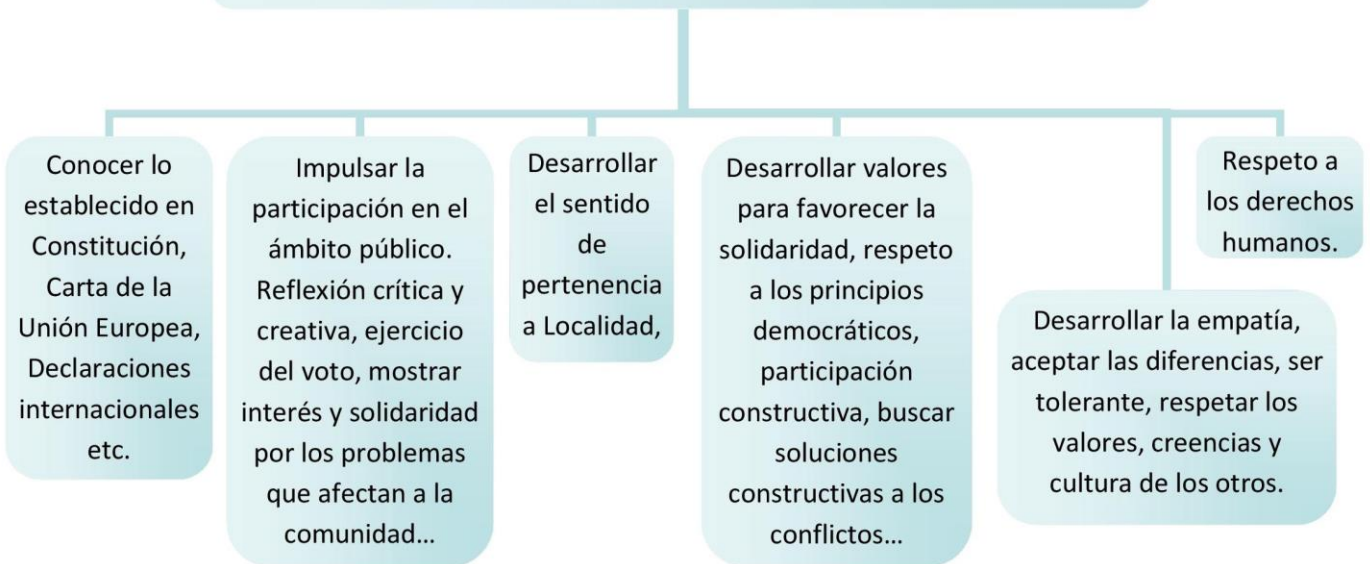 Conocer lo
establecido en
Constitución,
Carta de la
Unión Europea,
Declaraciones
internacionales
etc.
Impulsar la
participación en el
ámbito público.
Reflexión crítica y
creativa, ejercicio
del voto, mostrar
interés y solidaridad
por los problemas
que afectan a la
comunidad…
Desarrollar
el sentido
de
pertenencia
a Localidad,
Desarrollar valores
para favorecer la
solidaridad, respeto
a los principios
democráticos,
participación
constructiva, buscar
soluciones
constructivas a los
conflictos…
Desarrollar la empatía,
aceptar las diferencias, ser
tolerante, respetar los
valores, creencias y
cultura de los otros.
Respeto a
los derechos
humanos.